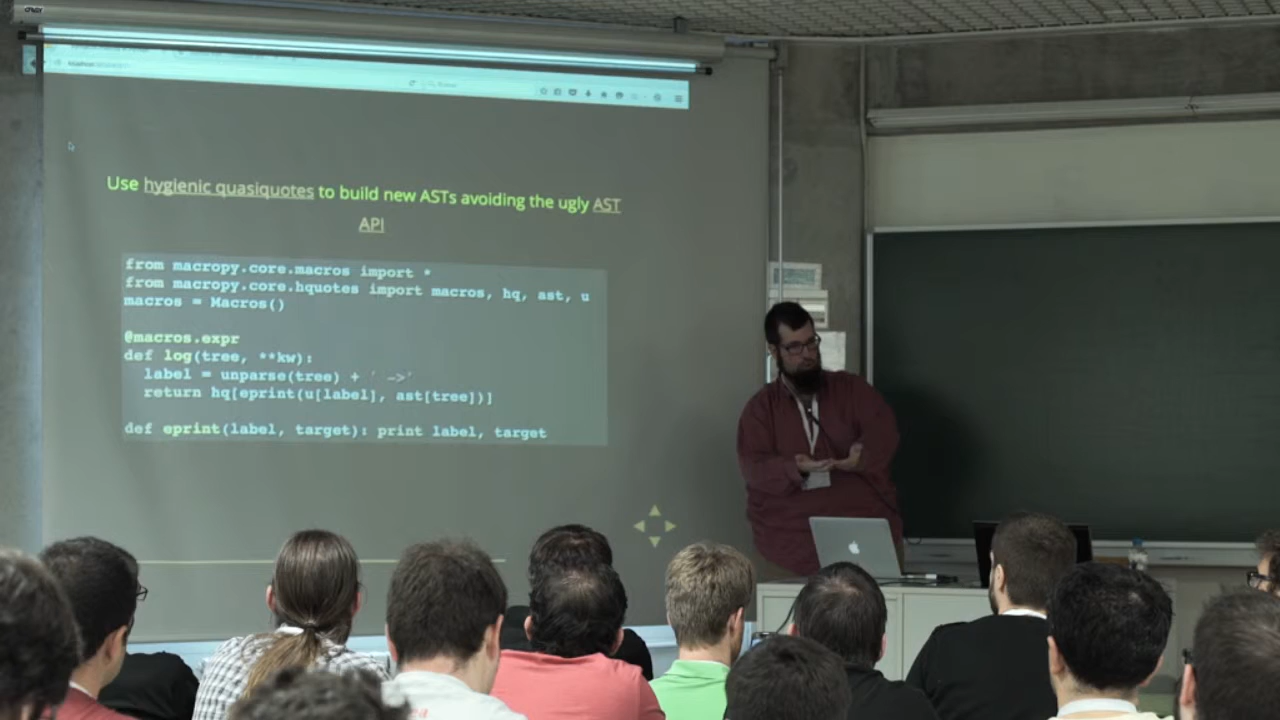 Use hygienic quasiquotes to build new ASTs avoiding the ugly AST
API
from macropy.core.macros import *
from macropy.core.hquotes import macros, hq, ast, u
macros = Macros()
@macros.expr
def log(tree, **kw):
label = unparse(tree) + ' ->'
return hq[eprint(u[label], ast[tree])]
def eprint(label, target): print label, target